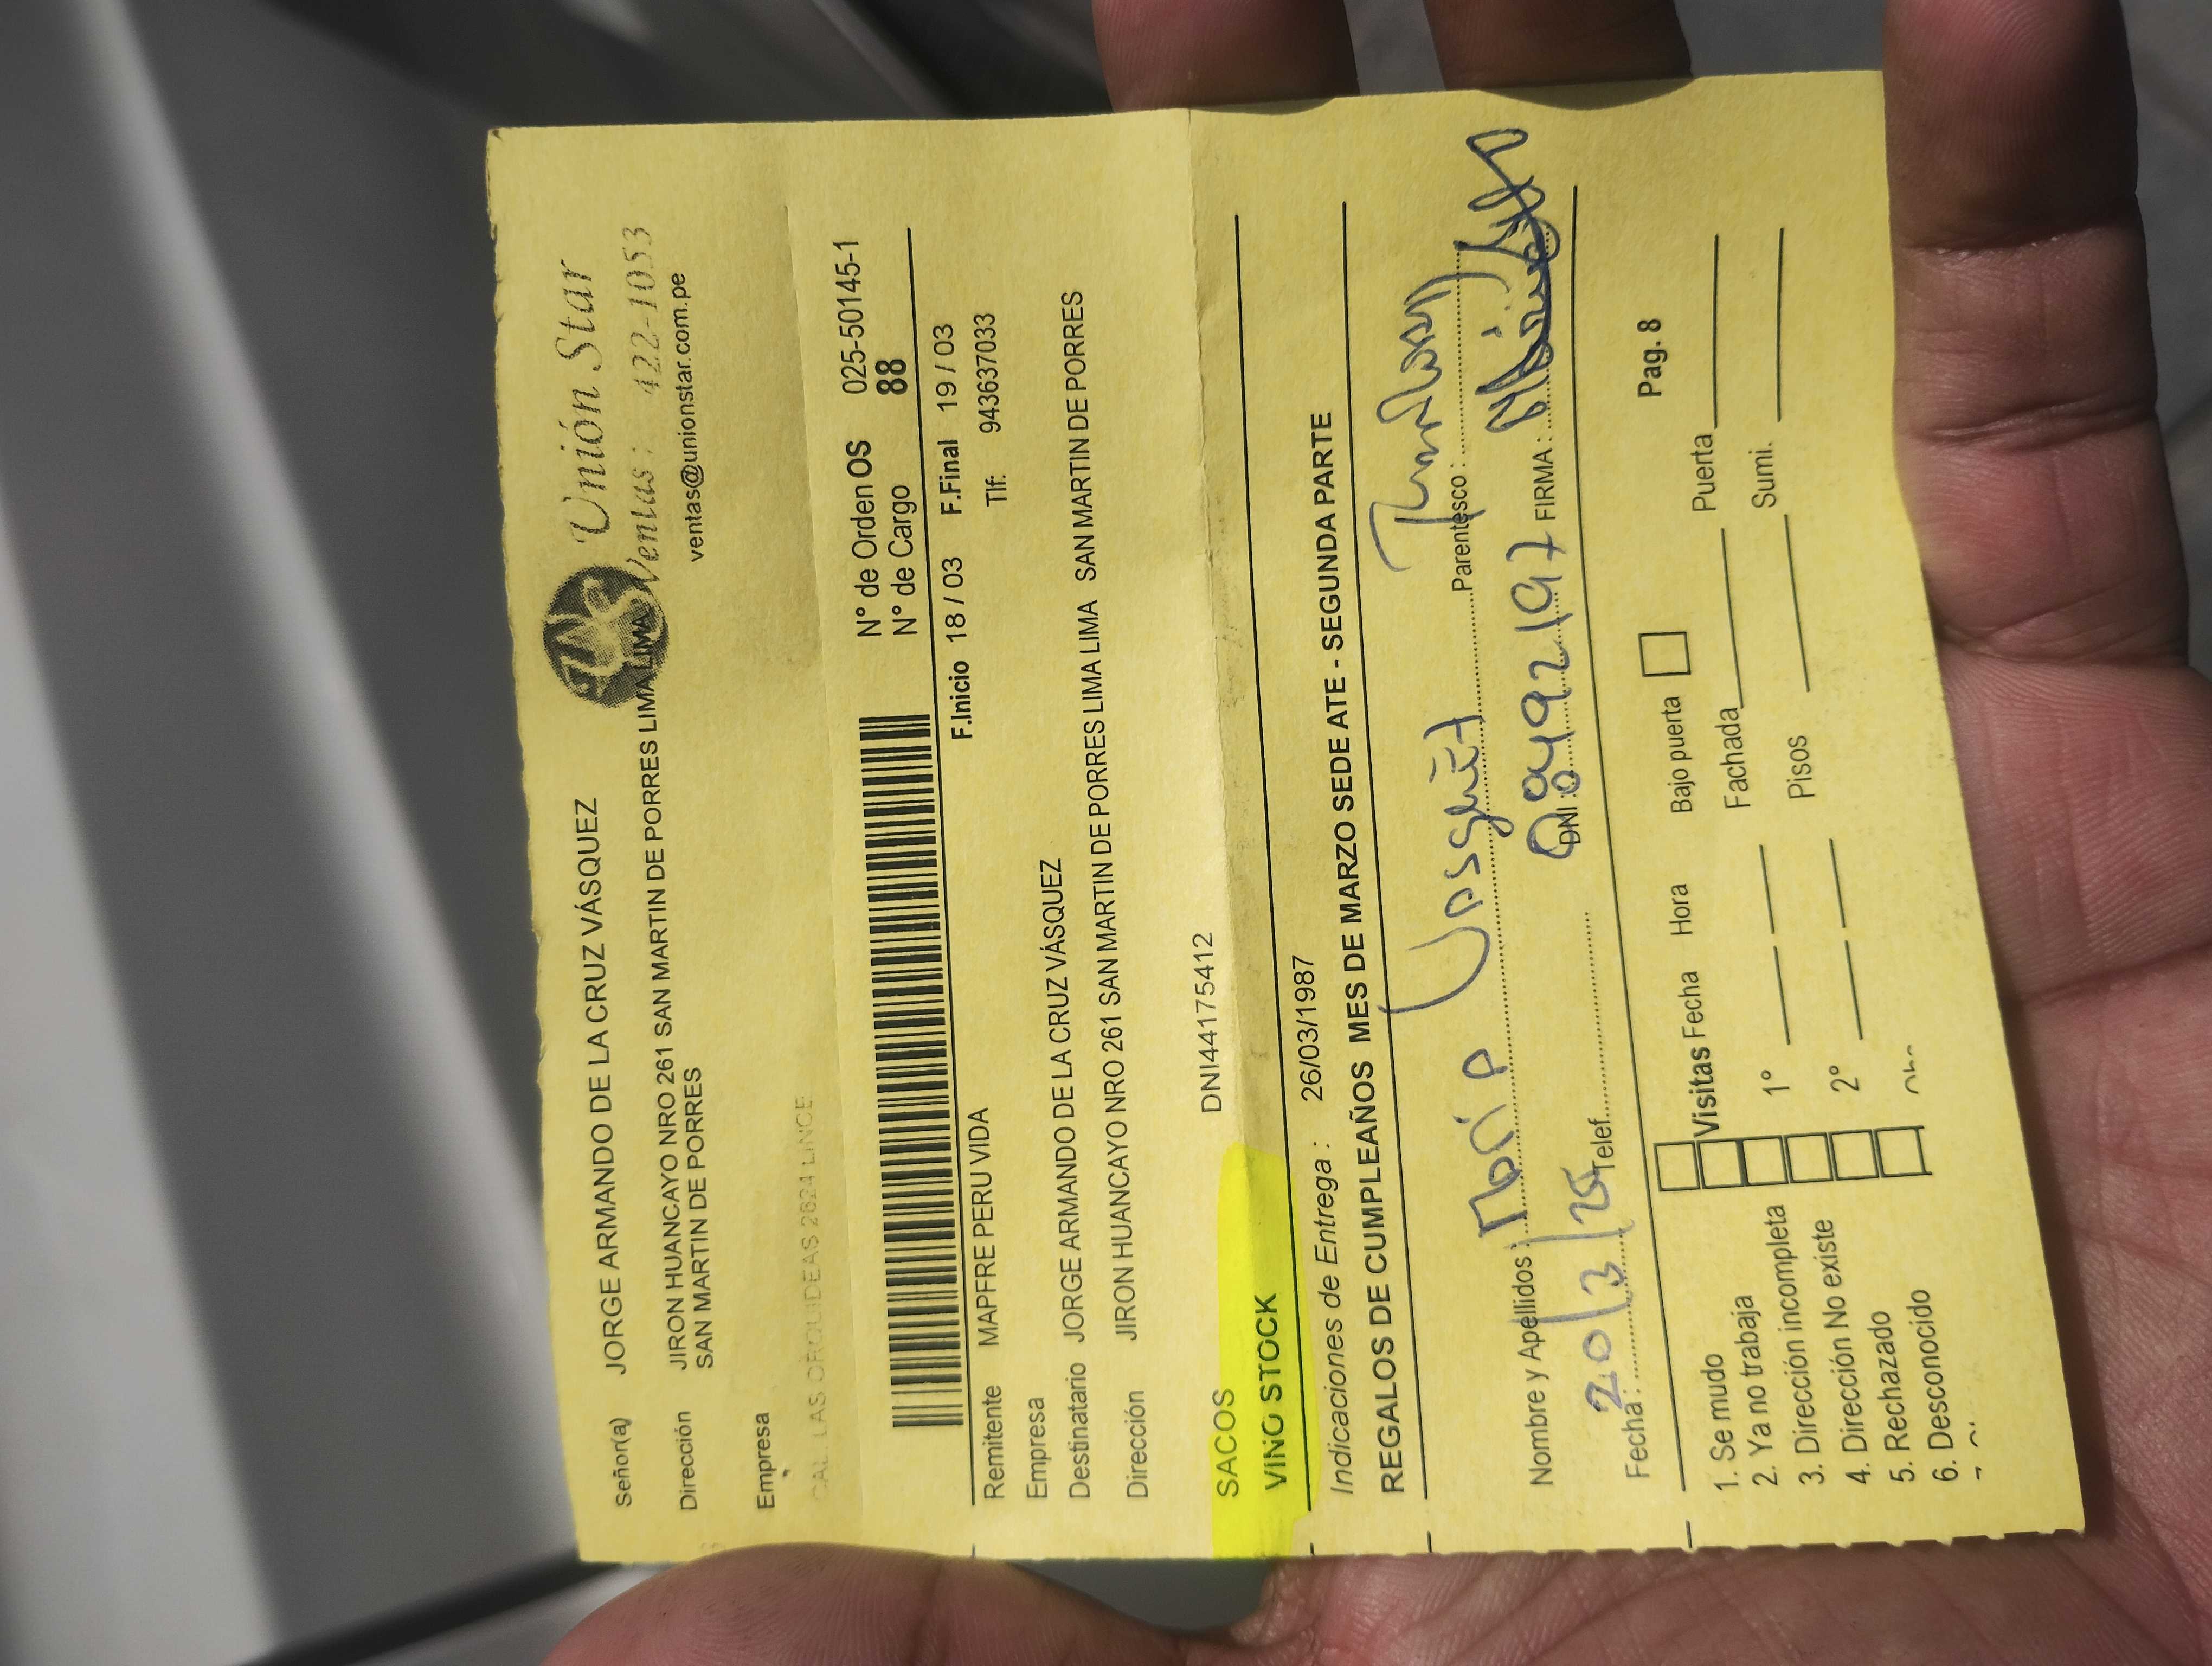 Unión Star
Ventas: 422-1053
ventas@unionstar.com.pe
Señor(a) JORGE ARMANDO DE LA CRUZ VÁSQUEZ
Dirección JIRON HUANCAYO NRO 261 SAN MARTIN DE PORRES LIMA LIMA
SAN MARTIN DE PORRES
Empresa
CAL. LAS ORQUIDEAS 2624 LINCE
N° de Orden OS 025-50145-1
N° de Cargo 88
F.Inicio 18 / 03 F.Final 19 / 03
Remitente MAPFRE PERU VIDA Tlf: 943637033
Empresa
Destinatario JORGE ARMANDO DE LA CRUZ VÁSQUEZ
Dirección JIRON HUANCAYO NRO 261 SAN MARTIN DE PORRES LIMA LIMA SAN MARTIN DE PORRES
DNI44175412
SACOS
VINO STOCK
Indicaciones de Entrega : 26/03/1987
REGALOS DE CUMPLEAÑOS MES DE MARZO SEDE ATE - SEGUNDA PARTE
Nombre y Apellidos : Parentesco :
Fecha : 20/3/25 Telef. DNI : 08492197 FIRMA :
Pag. 8
1. Se mudo
2. Ya no trabaja
3. Dirección incompleta
4. Dirección No existe
5. Rechazado
6. Desconocido
Visitas Fecha Hora Bajo puerta
1° Fachada Puerta
2° Pisos Sumi.